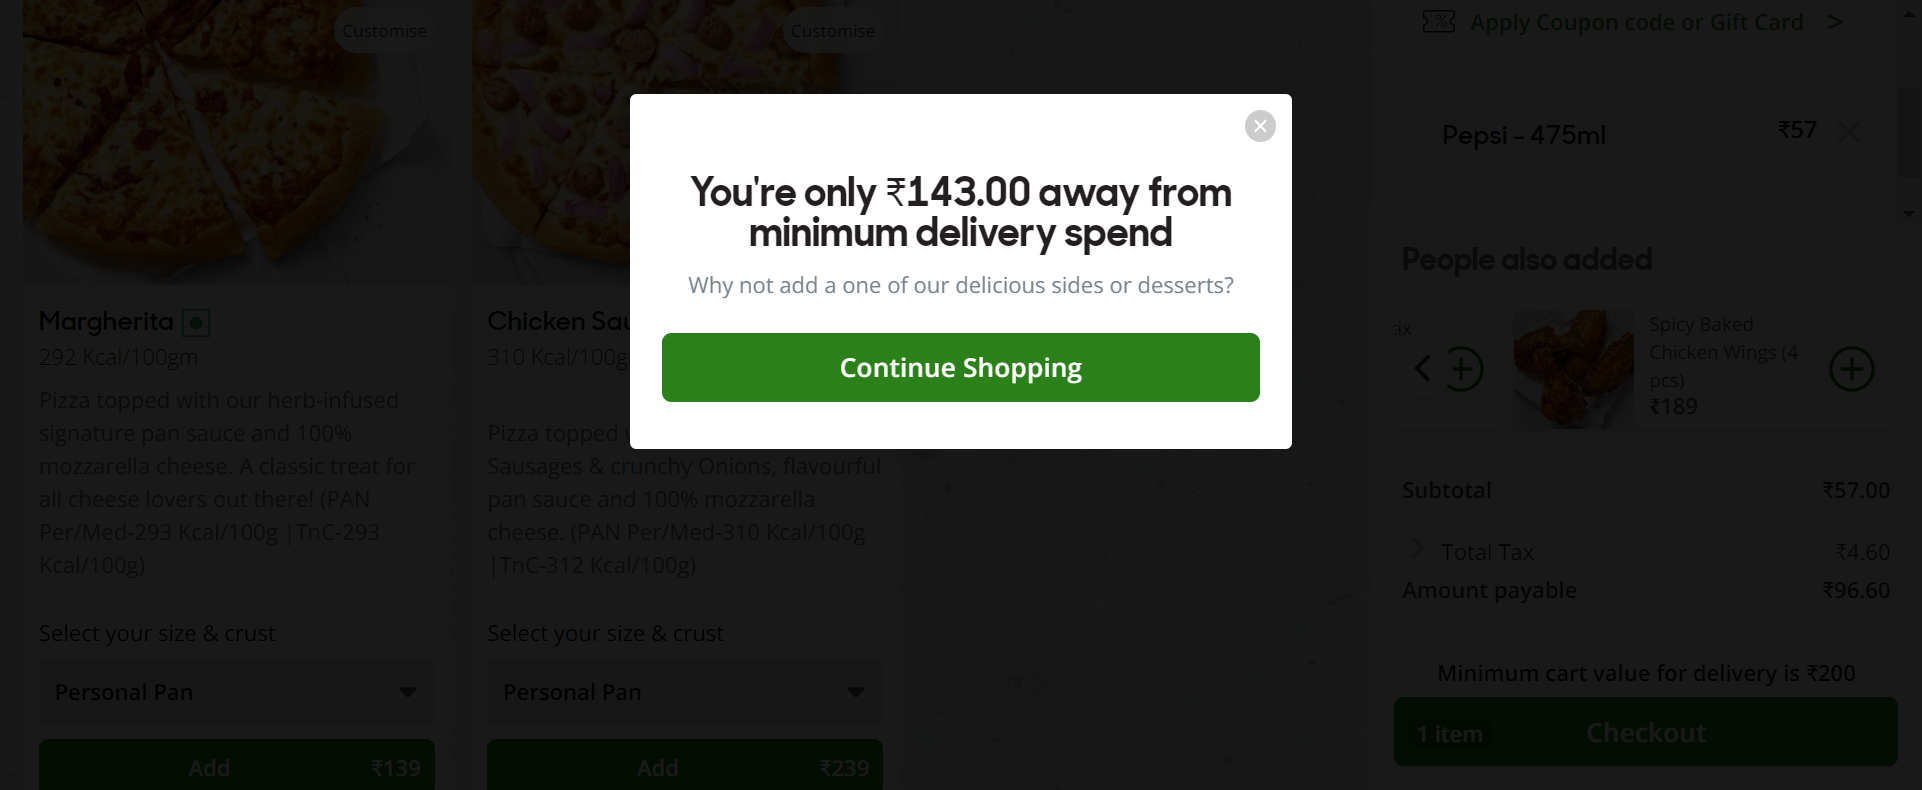 Customise
Customise
Apply Coupon code or Gift Card >
Pepsi - 475ml
₹57
You're only ₹143.00 away from
minimum delivery spend
Why not add a one of our delicious sides or desserts?
Continue Shopping
People also added
Spicy Baked
Chicken Wings (4
pcs)
₹189
Margherita
292 Kcal/100gm
Pizza topped with our herb-infused
signature pan sauce and 100%
mozzarella cheese. A classic treat for
all cheese lovers out there! (PAN
Per/Med-293 Kcal/100g |TnC-293
Kcal/100g)
Select your size & crust
Personal Pan
Add ₹139
Chicken Sau
310 Kcal/100g
Pizza topped
Sausages & crunchy Onions, flavourful
pan sauce and 100% mozzarella
cheese. (PAN Per/Med-310 Kcal/100g
|TnC-312 Kcal/100g)
Select your size & crust
Personal Pan
Add ₹239
Subtotal ₹57.00
Total Tax ₹4.60
Amount payable ₹96.60
Minimum cart value for delivery is ₹200
1 item Checkout